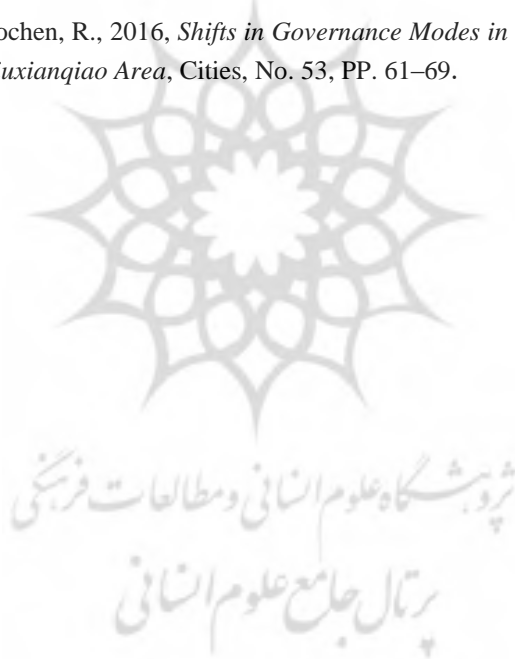 ochen, R., 2016, Shifts in Governance Modes in
uxianqiao Area, Cities, No. 53, PP. 61–69.
پژوهشگاه علوم انسانی و مطالعات فرهنگی
پرتال جامع علوم انسانی